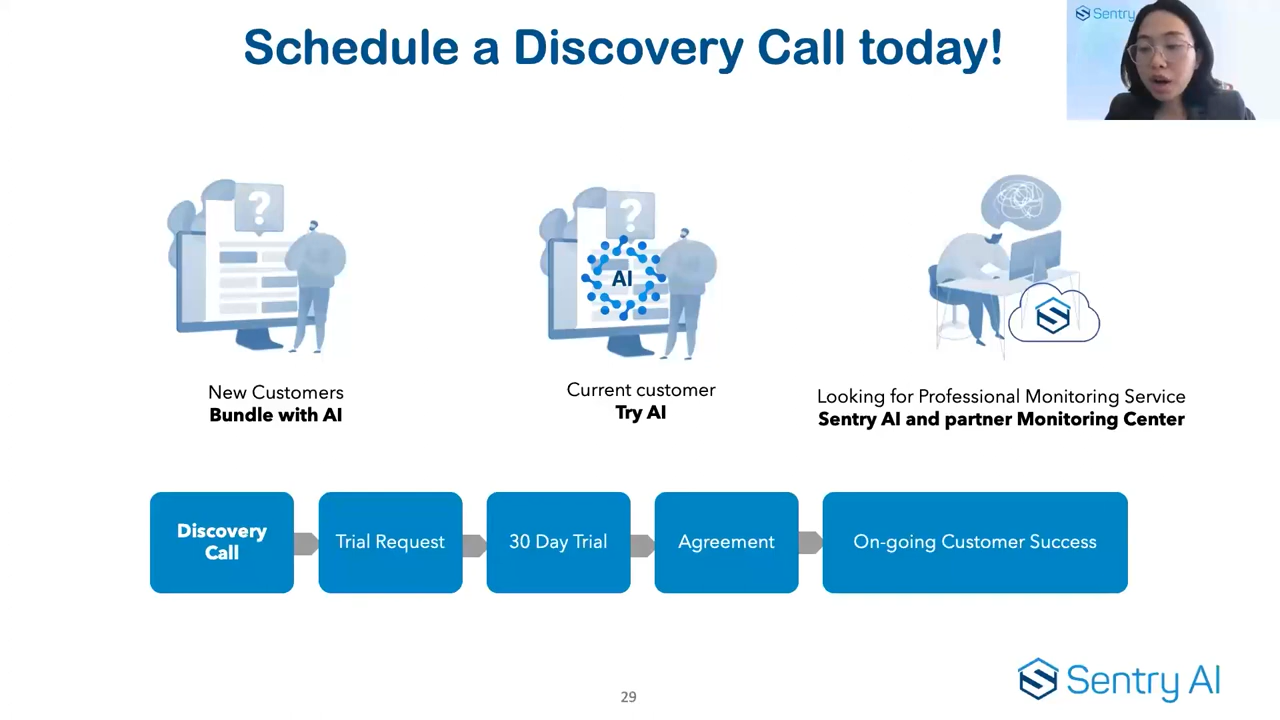 Schedule a Discovery Call today!
Sentry
?
?
AI
New Customers
Bundle with AI
Current customer
Try AI
Looking for Professional Monitoring Service
Sentry AI and partner Monitoring Center
Discovery
Call
Trial Request
30 Day Trial
Agreement
On-going Customer Success
29
Sentry AI